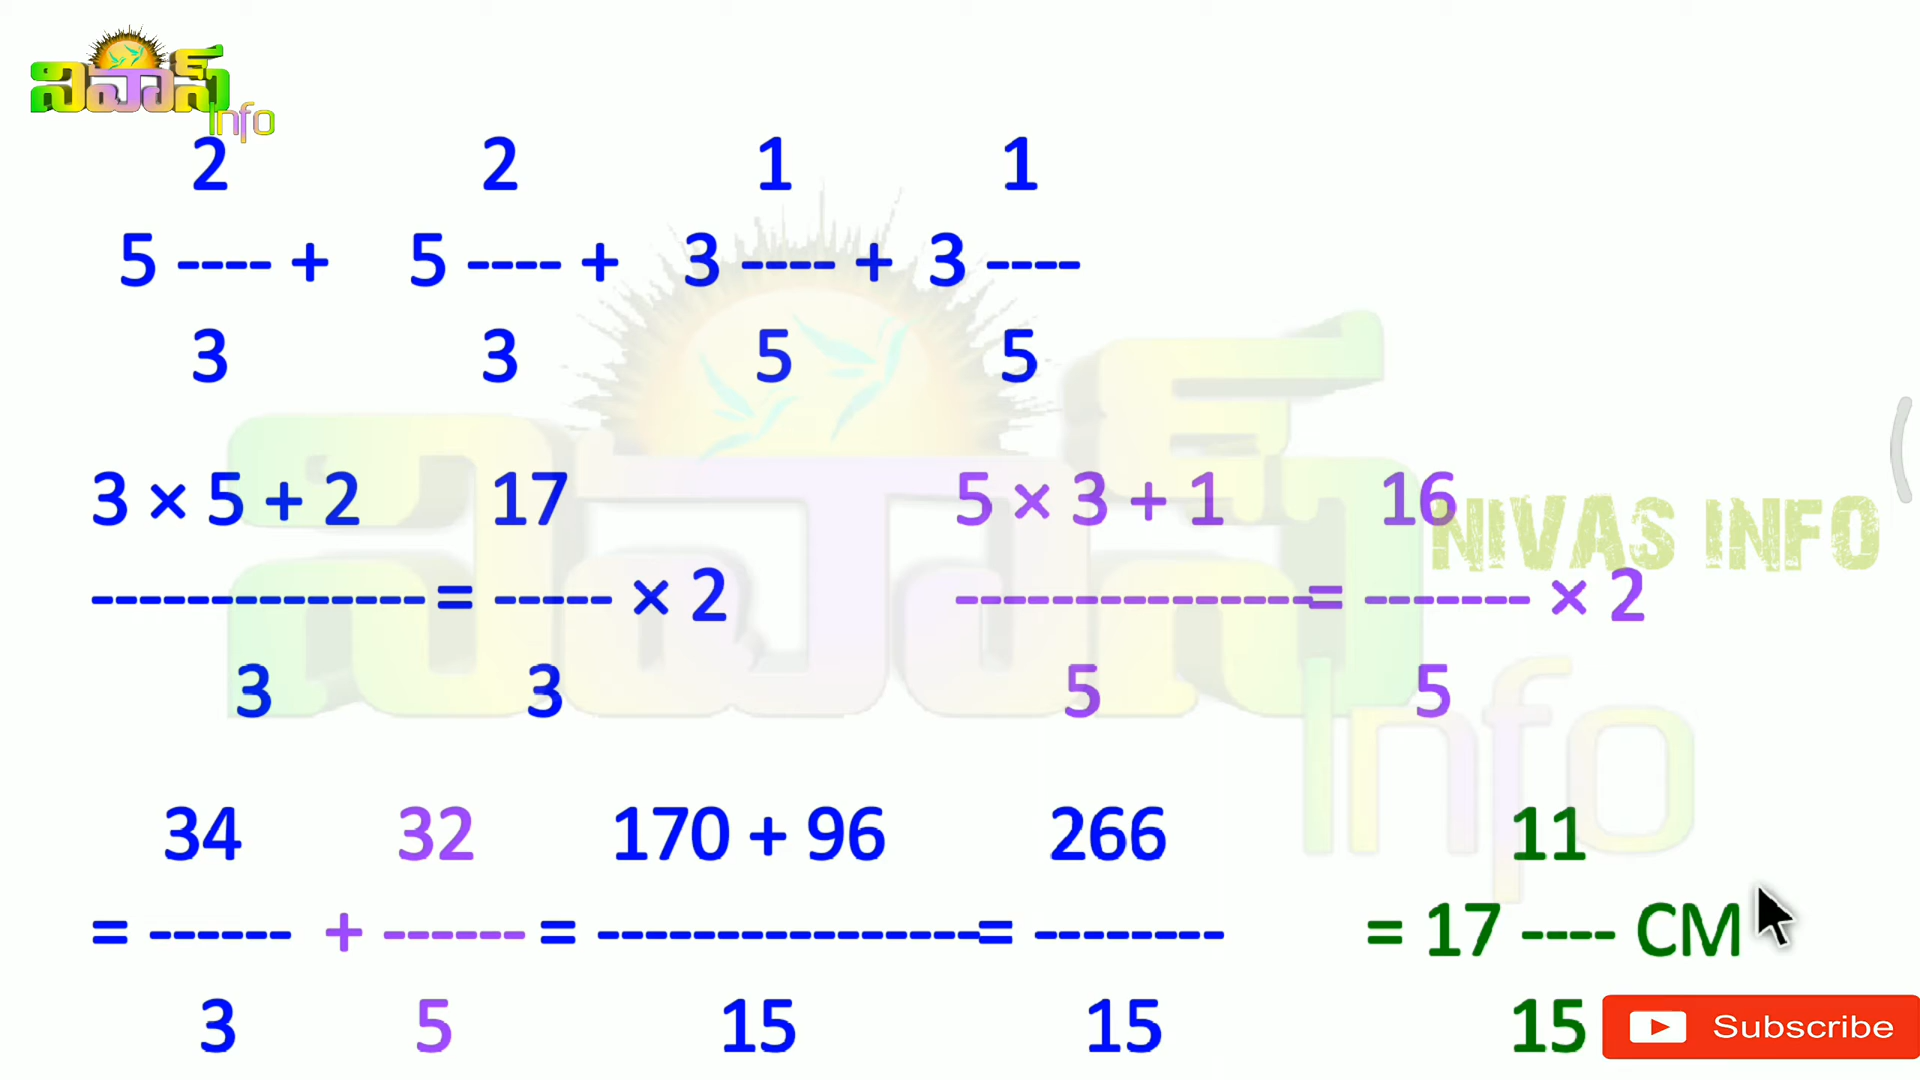 నివాస్
Info
2 2 1 1
5 ---- + 5 ---- + 3 ---- + 3 ----
3 3 5 5
3 × 5 + 2 17 5 × 3 + 1 16
NIVAS INFO
-------------- = ----- × 2 ---------------= ------- × 2
3 3 5 5
నివాస్
Info
34 32 170 + 96 266 11
= ------ + ------ = ----------------= -------- = 17 ---- CM
3 5 15 15 15
Subscribe